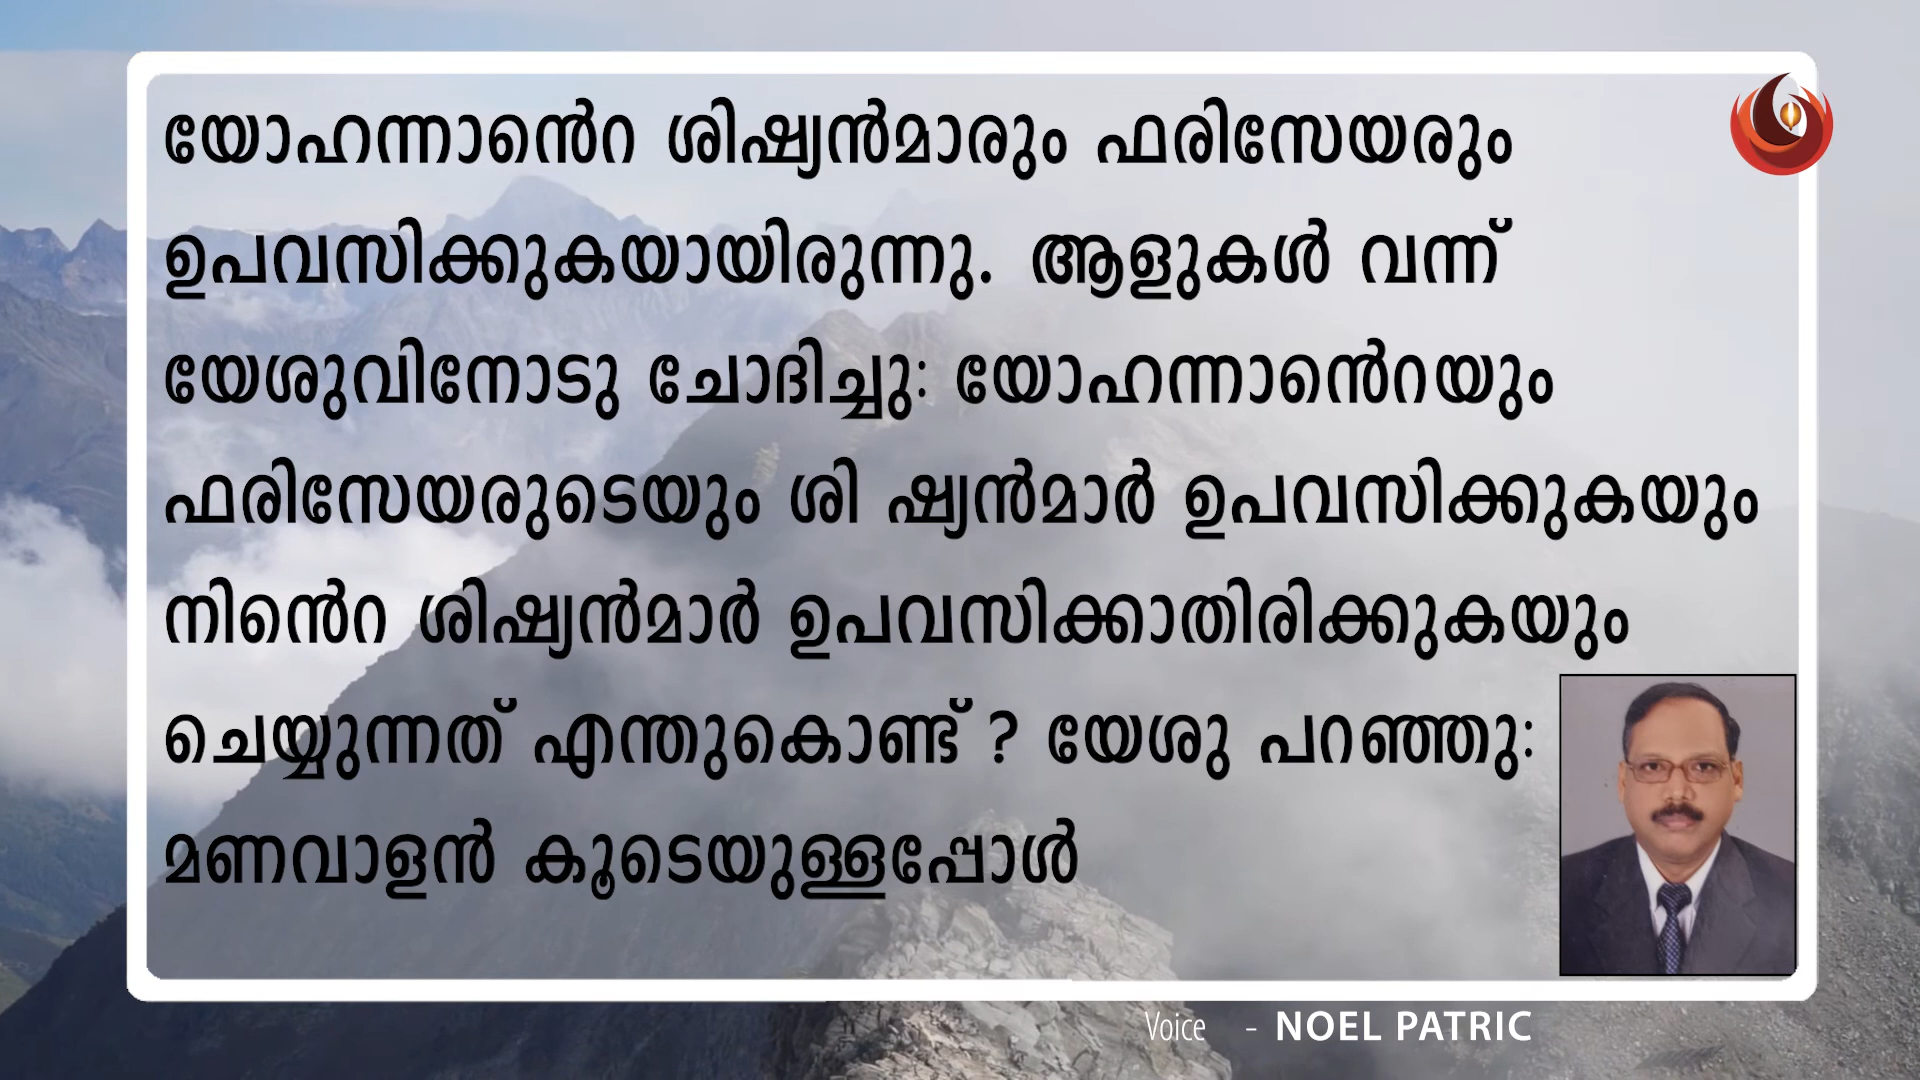 യോഹന്നാൻെറ ശിഷ്യൻമാരും ഫരിസേയരും
ഉപവസിക്കുകയായിരുന്നു. ആളുകൾ വന്ന്
യേശുവിനോടു ചോദിച്ചു: യോഹന്നാൻെറയും
ഫരിസേയരുടെയും ശി ഷ്യൻമാർ ഉപവസിക്കുകയും
നിൻെറ ശിഷ്യൻമാർ ഉപവസിക്കാതിരിക്കുകയും
ചെയ്യുന്നത് എന്തുകൊണ്ട് ? യേശു പറഞ്ഞു:
മണവാളൻ കൂടെയുള്ളപ്പോൾ
Voice - NOEL PATRIC